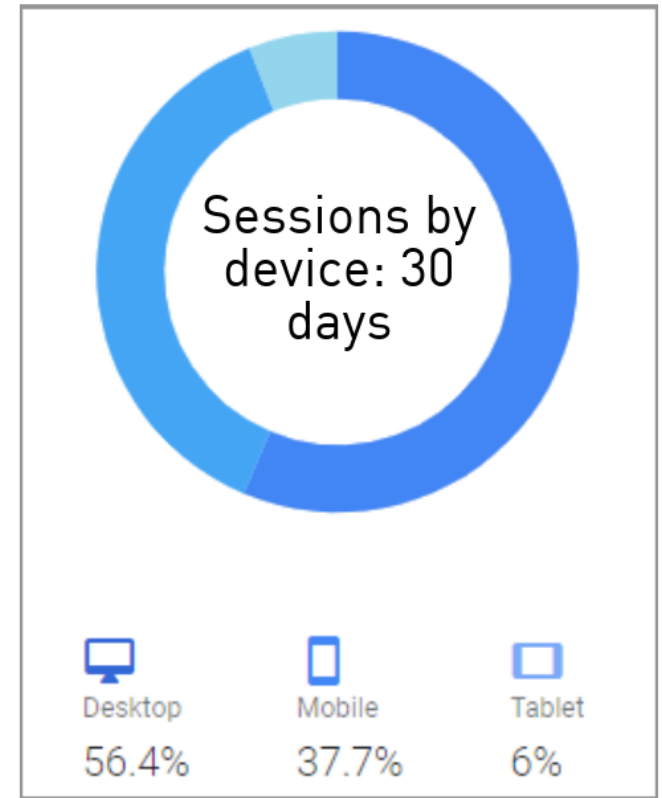 Sessions by
device: 30
days
Desktop Mobile Tablet
56.4% 37.7% 6%